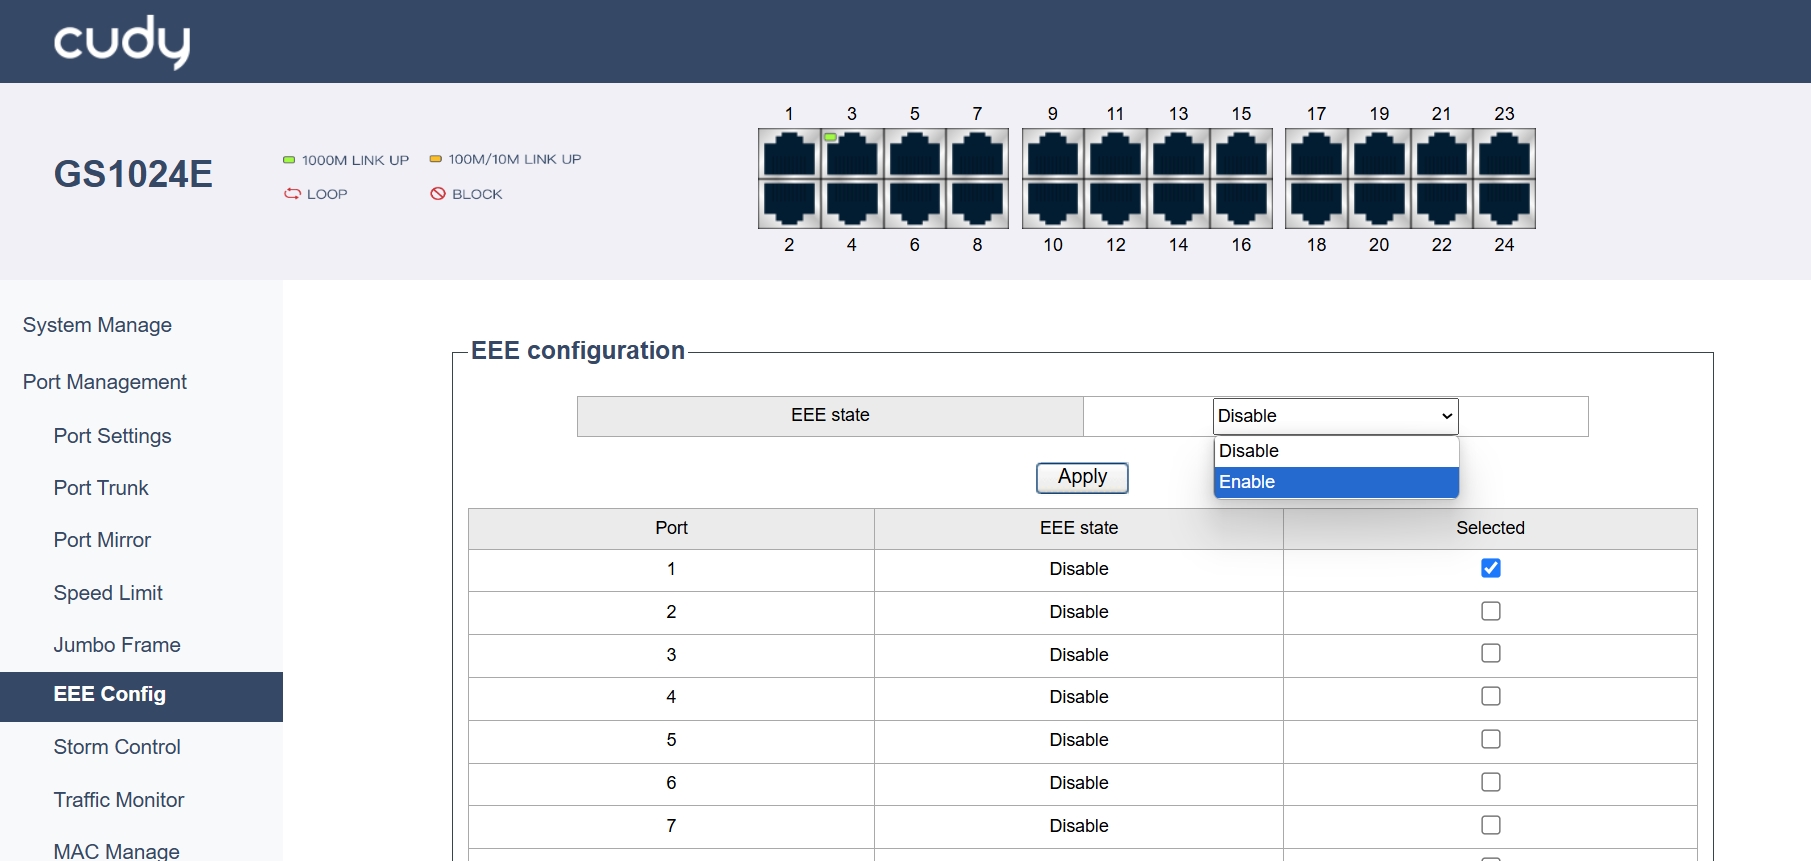 cudy
GS1024E
1000M LINK UP
100M/10M LINK UP
LOOP
BLOCK
1 3 5 7 9 11 13 15 17 19 21 23
2 4 6 8 10 12 14 16 18 20 22 24
System Manage
Port Management
Port Settings
Port Trunk
Port Mirror
Speed Limit
Jumbo Frame
EEE Config
Storm Control
Traffic Monitor
MAC Manage
EEE configuration
EEE state Disable
Disable
Enable
Apply
Port EEE state Selected
1 Disable
2 Disable
3 Disable
4 Disable
5 Disable
6 Disable
7 Disable